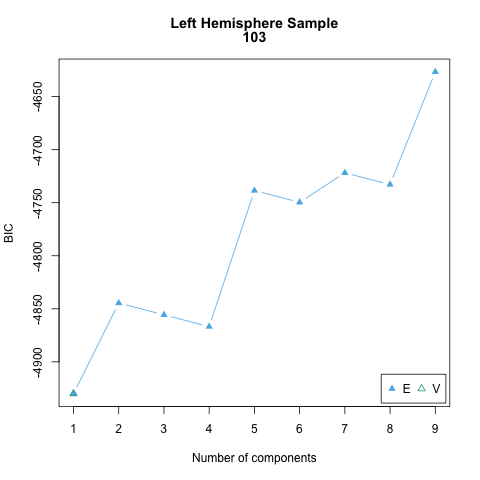 Left Hemisphere Sample
103
-4650
-4700
-4750
-4800
-4850
-4900
BIC
E V
1 2 3 4 5 6 7 8 9
Number of components